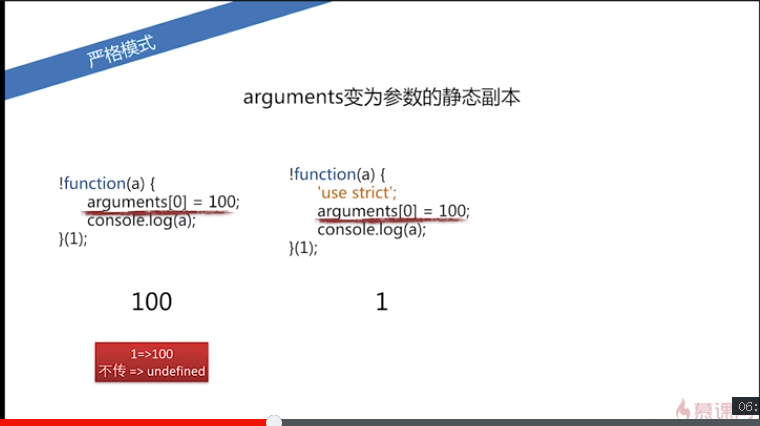 严格模式
arguments变为参数的静态副本
!function(a) {
arguments[0] = 100;
console.log(a);
}(1);
100
1=>100
不传 => undefined
!function(a) {
'use strict';
arguments[0] = 100;
console.log(a);
}(1);
1
慕课
06: